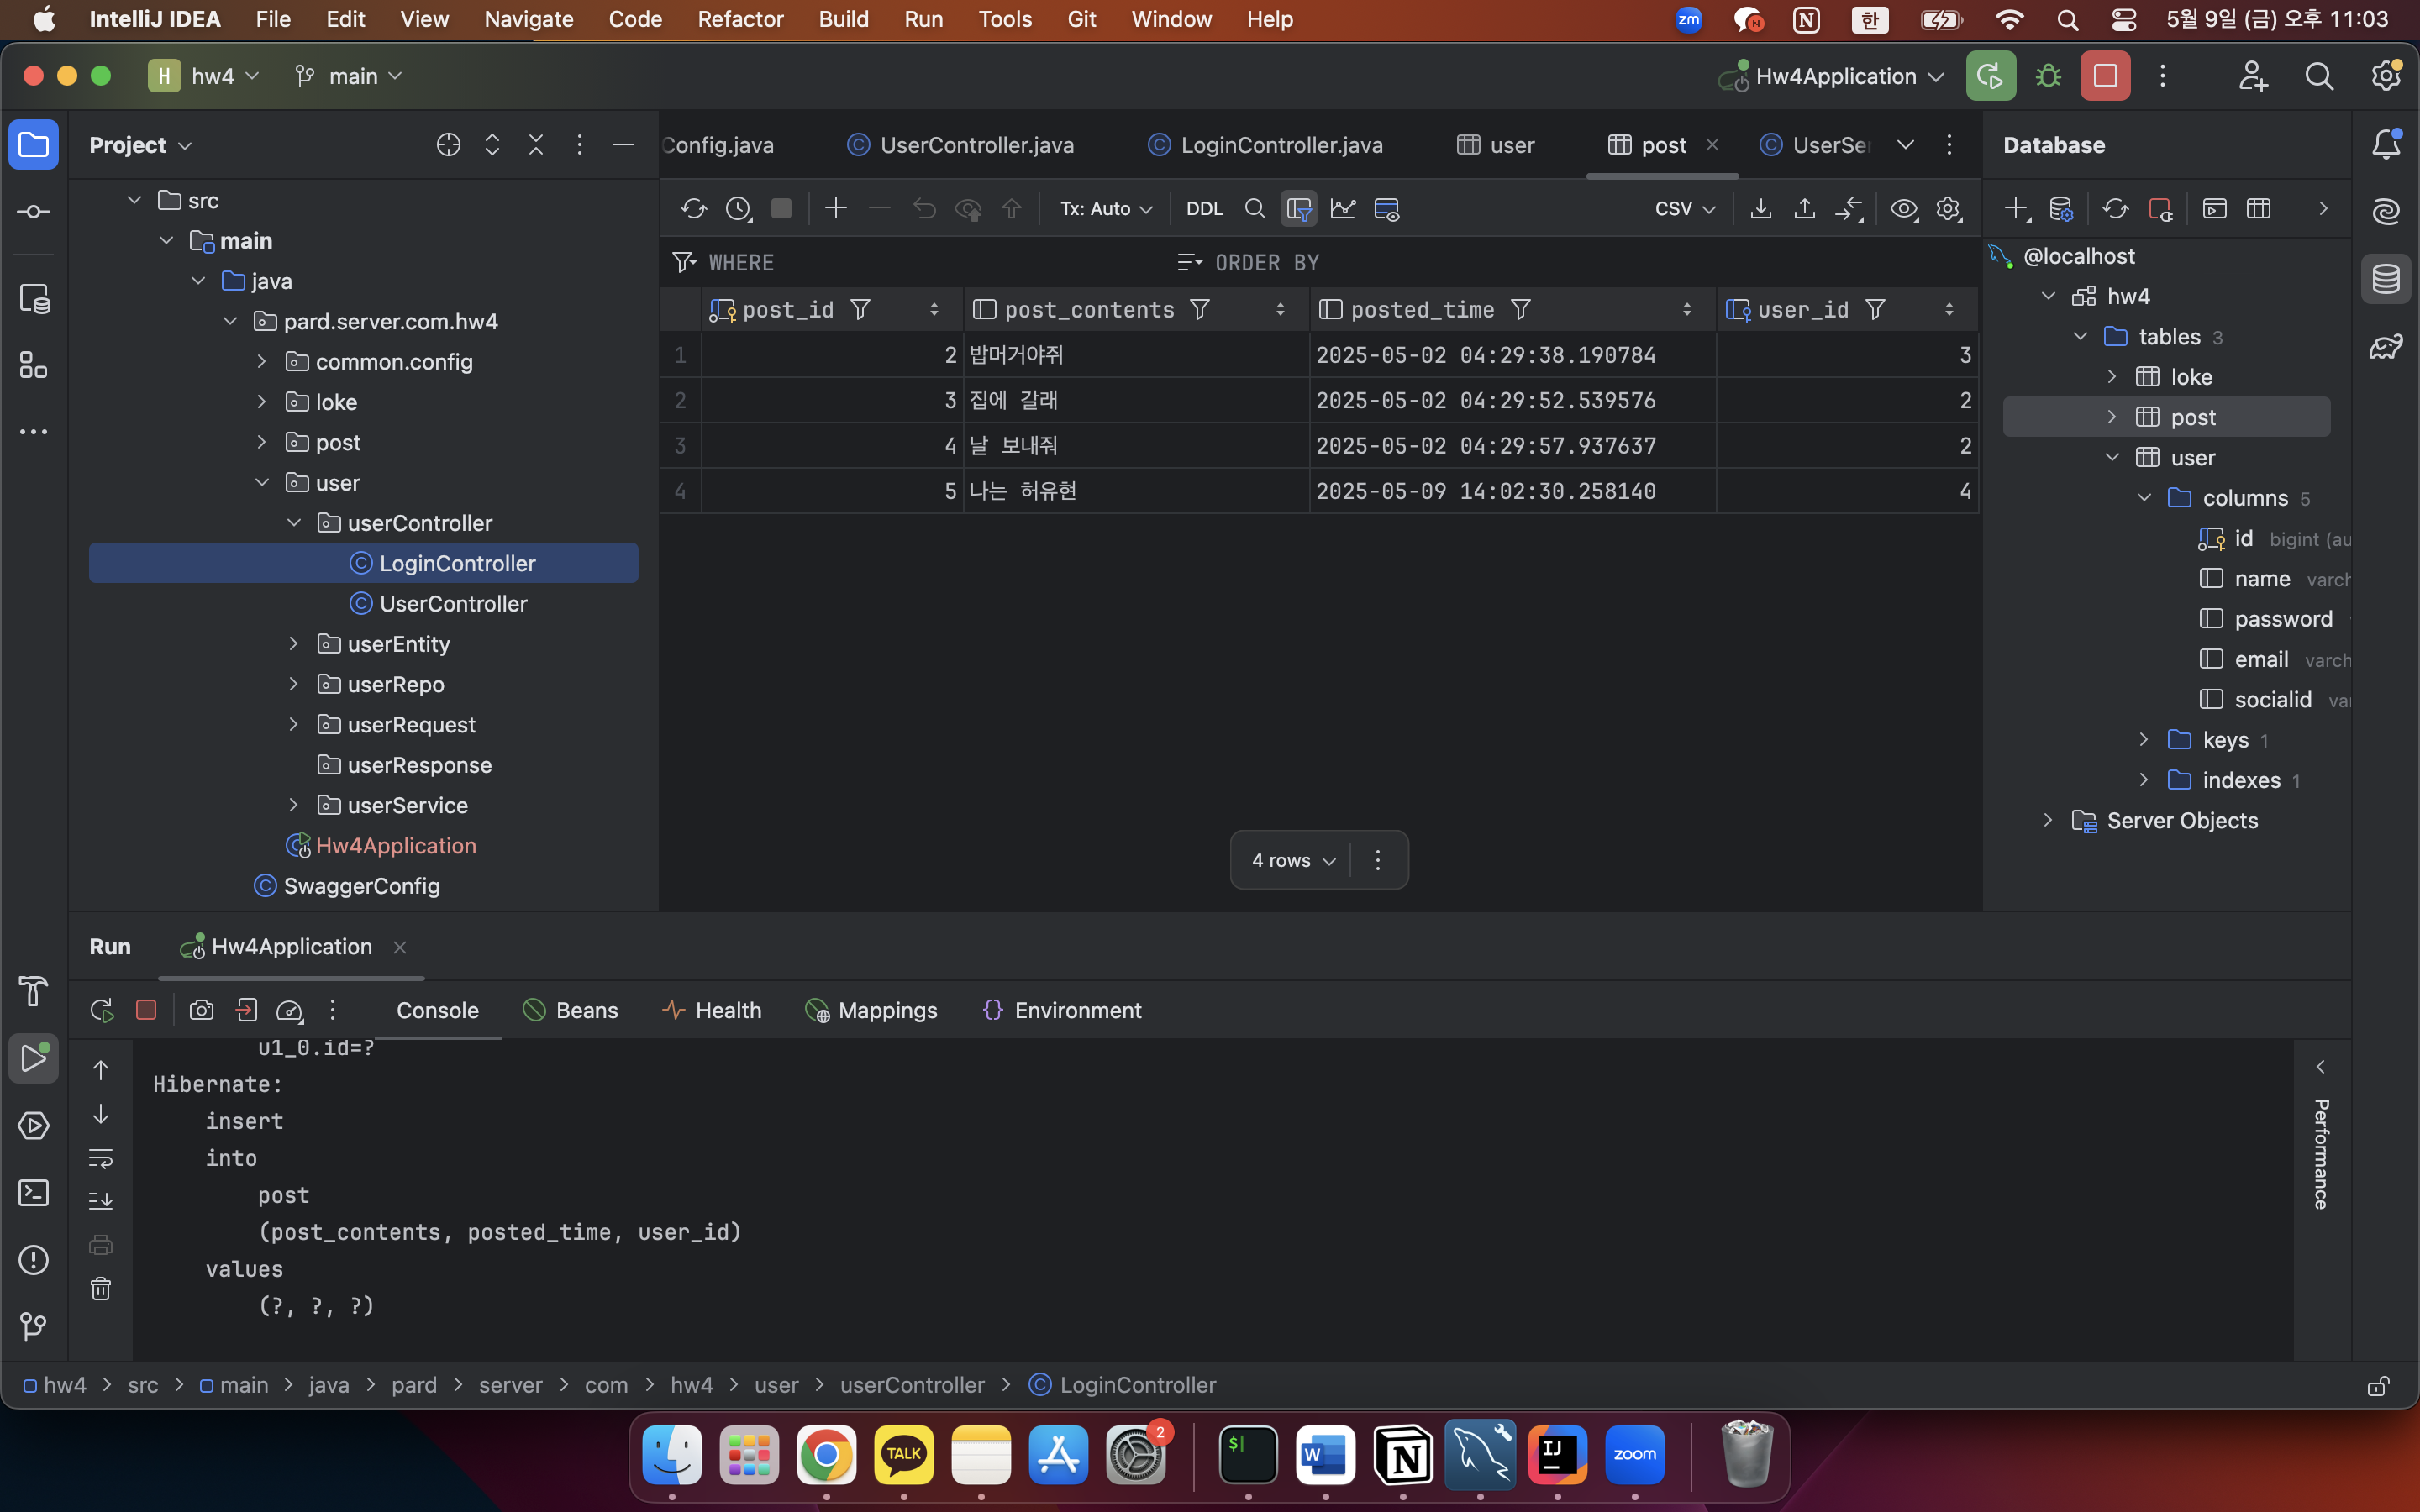 IntelliJ IDEA File Edit View Navigate Code Refactor Build Run Tools Git Window Help zm N 한 5월 9일 (금) 오후 11:03
H hw4 main Hw4Application
Project
Config.java UserController.java LoginController.java user post UserSer
Database
Tx: Auto DDL CSV
WHERE ORDER BY
post_id post_contents posted_time user_id
1 2 밥머거야쥐 2025-05-02 04:29:38.190784 3
2 3 집에 갈래 2025-05-02 04:29:52.539576 2
3 4 날 보내줘 2025-05-02 04:29:57.937637 2
4 5 나는 허유현 2025-05-09 14:02:30.258140 4
4 rows
src
main
java
pard.server.com.hw4
common.config
loke
post
user
userController
LoginController
UserController
userEntity
userRepo
userRequest
userResponse
userService
Hw4Application
SwaggerConfig
@localhost
hw4
tables 3
loke
post
user
columns 5
id bigint (au
name varch
password
email varch
socialid var
keys 1
indexes 1
Server Objects
Run Hw4Application
Console Beans Health Mappings Environment
u1_0.id=?
Hibernate:
insert
into
post
(post_contents, posted_time, user_id)
values
(?, ?, ?)
Performance
hw4 > src > main > java > pard > server > com > hw4 > user > userController > LoginController
TALK 2 $ W N IJ zoom